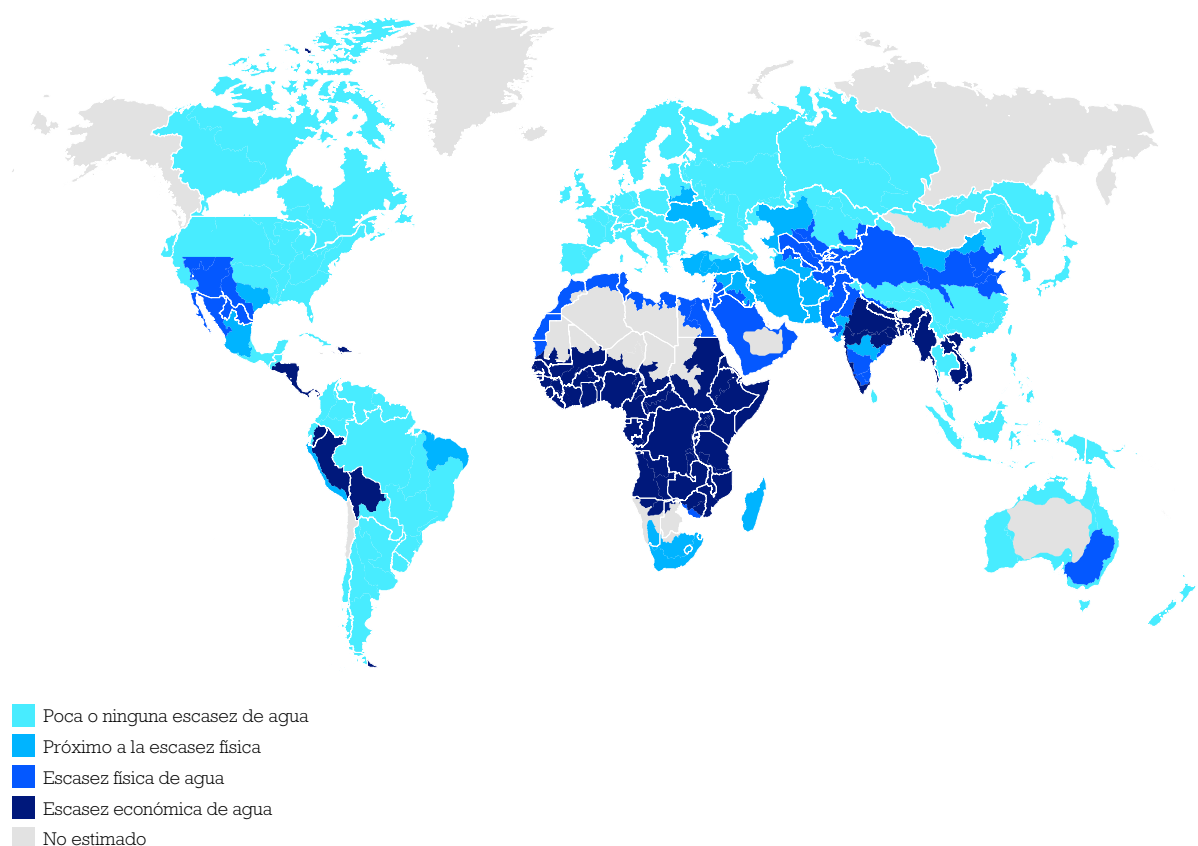 Poca o ninguna escasez de agua
Próximo a la escasez física
Escasez física de agua
Escasez económica de agua
No estimado